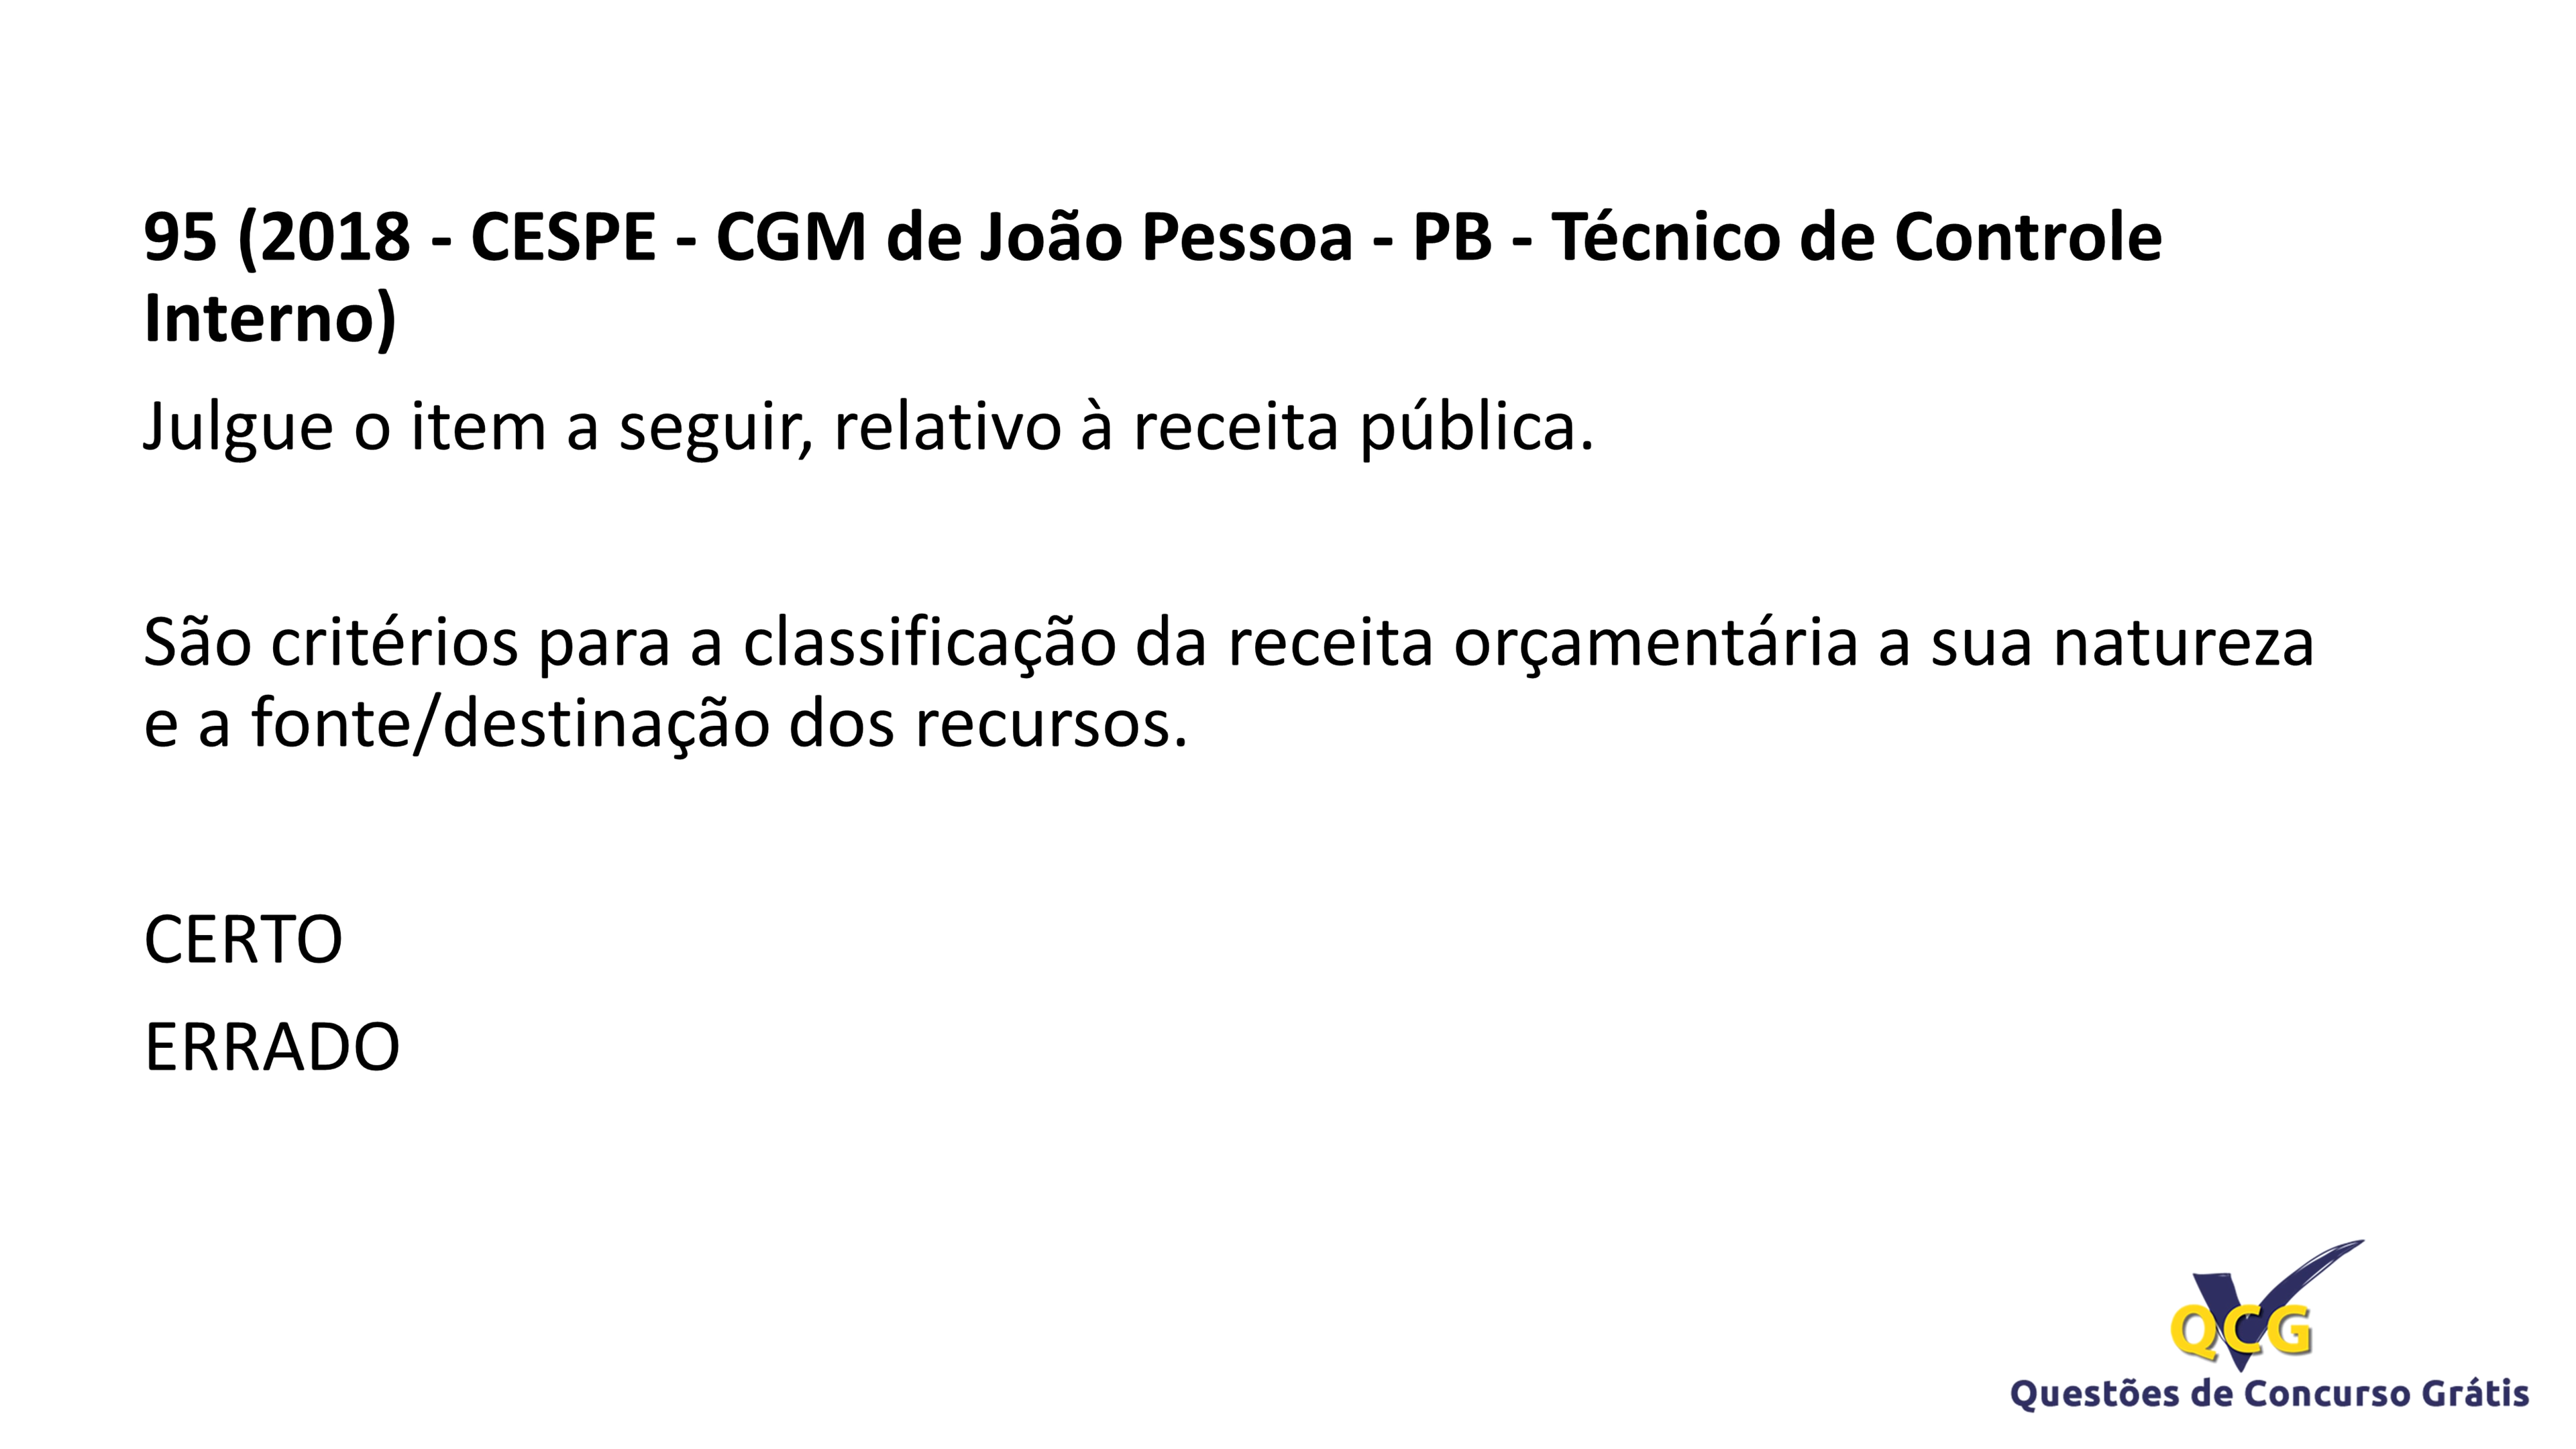 95 (2018 - CESPE - CGM de João Pessoa - PB - Técnico de Controle
Interno)
Julgue o item a seguir, relativo à receita pública.
São critérios para a classificação da receita orçamentária a sua natureza
e a fonte/destinação dos recursos.
CERTO
ERRADO
QCG
Questões de Concurso Grátis